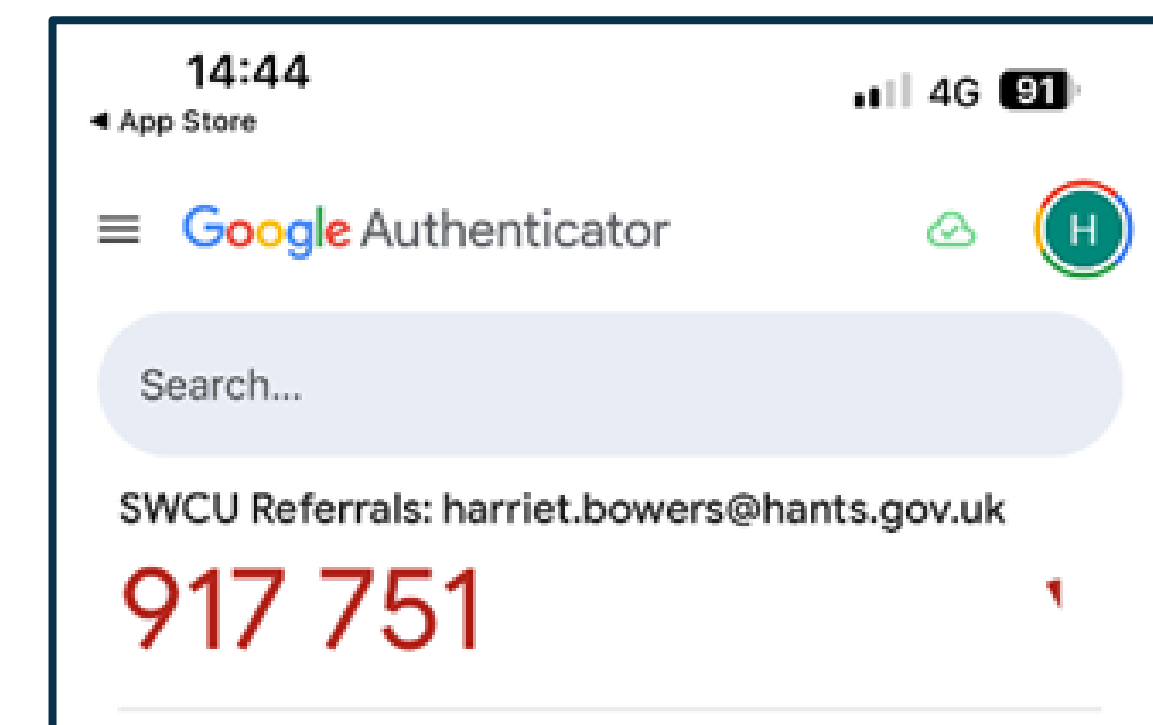 14:44
4G 91
◀ App Store
Google Authenticator
H
Search...
SWCU Referrals: harriet.bowers@hants.gov.uk
917 751